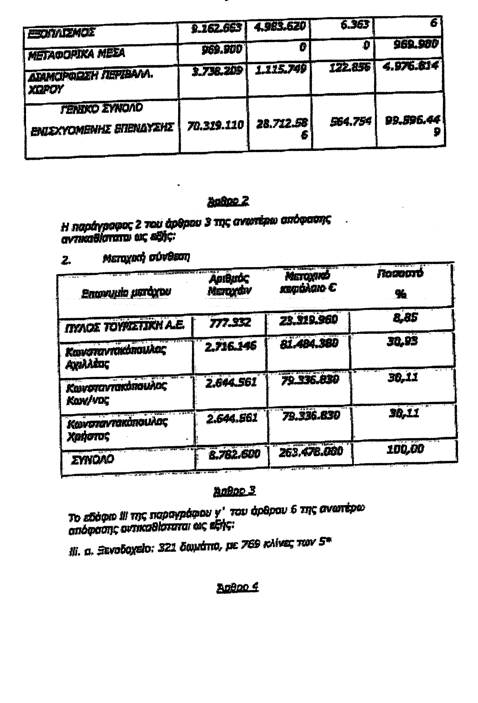 ΕΞΟΠΛΙΣΜΟΣ 9.162.663 4.983.620 6.363 6
ΜΕΤΑΦΟΡΙΚΑ ΜΕΣΑ 969.900 0 0 969.900
ΔΙΑΜΟΡΦΩΣΗ ΠΕΡΙΒΑΛΛ. 3.738.209 1.115.749 122.856 4.976.814
ΧΩΡΟΥ
ΓΕΝΙΚΟ ΣΥΝΟΛΟ
ΕΝΙΣΧΥΟΜΕΝΗΣ ΕΠΕΝΔΥΣΗΣ 70.319.110 28.712.58 564.754 99.596.44
6 9
Άρθρο 2
Η παράγραφος 2 του άρθρου 3 της ανωτέρω απόφασης
αντικαθίσταται ως εξής:
2. Μετοχική σύνθεση
Επωνυμία μετόχου Αριθμός Μετοχικό Ποσοστό
Μετοχών κεφάλαιο € %
ΠΥΛΟΣ ΤΟΥΡΙΣΤΙΚΗ Α.Ε. 777.332 23.319.960 8,85
Κωνσταντακόπουλος 2.716.146 81.484.380 30,93
Αχιλλέας
Κωνσταντακόπουλος 2.644.561 79.336.830 30,11
Κων/νος
Κωνσταντακόπουλος 2.644.561 79.336.830 30,11
Χρήστος
ΣΥΝΟΛΟ 8.782.600 263.478.000 100,00
Άρθρο 3
Το εδάφιο III της παραγράφου γ' του άρθρου 6 της ανωτέρω
απόφασης αντικαθίσταται ως εξής:
III. α. Ξενοδοχείο: 321 δωμάτια, με 769 κλίνες των 5*
Άρθρο 4